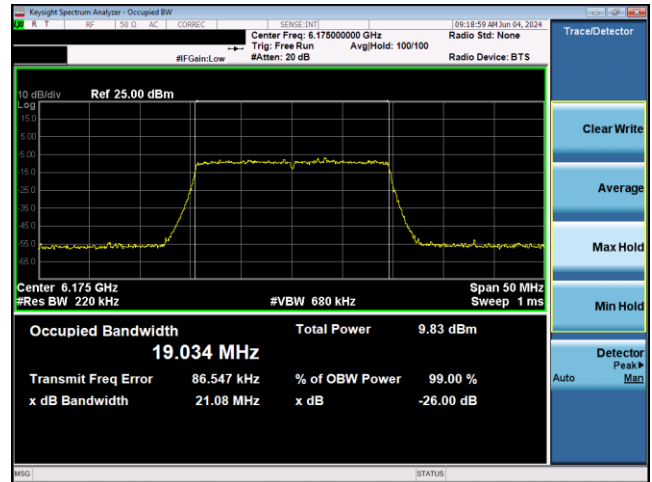 Keysight Spectrum Analyzer - Occupied BW
R T RF 50 Ω AC CORREC SENSE:INT 09:18:59 AM Jun 04, 2024
Center Freq: 6.175000000 GHz Radio Std: None
Trig: Free Run Avg|Hold: 100/100
#IFGain:Low #Atten: 20 dB Radio Device: BTS
10 dB/div Ref 25.00 dBm
Log
15.0
5.00
-5.00
-15.0
-25.0
-35.0
-45.0
-55.0
-65.0
Center 6.175 GHz Span 50 MHz
#Res BW 220 kHz #VBW 680 kHz Sweep 1 ms
Occupied Bandwidth Total Power 9.83 dBm
19.034 MHz
Transmit Freq Error 86.547 kHz % of OBW Power 99.00 %
x dB Bandwidth 21.08 MHz x dB -26.00 dB
MSG STATUS
Trace/Detector
Clear Write
Average
Max Hold
Min Hold
Detector
Peak▶
Auto Man